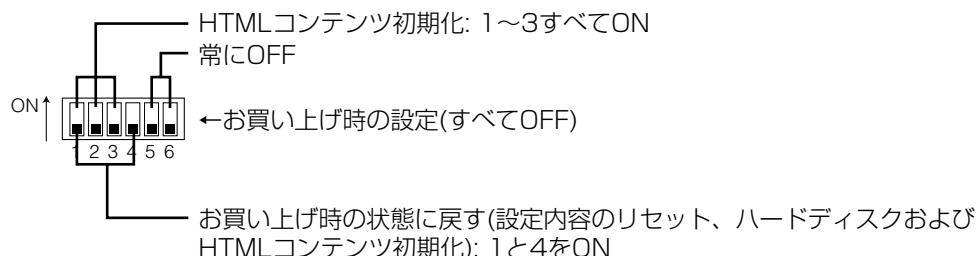 HTMLコンテンツ初期化: 1～3すべてON
常にOFF
ON
←お買い上げ時の設定(すべてOFF)
1 2 3 4 5 6
お買い上げ時の状態に戻す(設定内容のリセット、ハードディスクおよび
HTMLコンテンツ初期化): 1と4をON